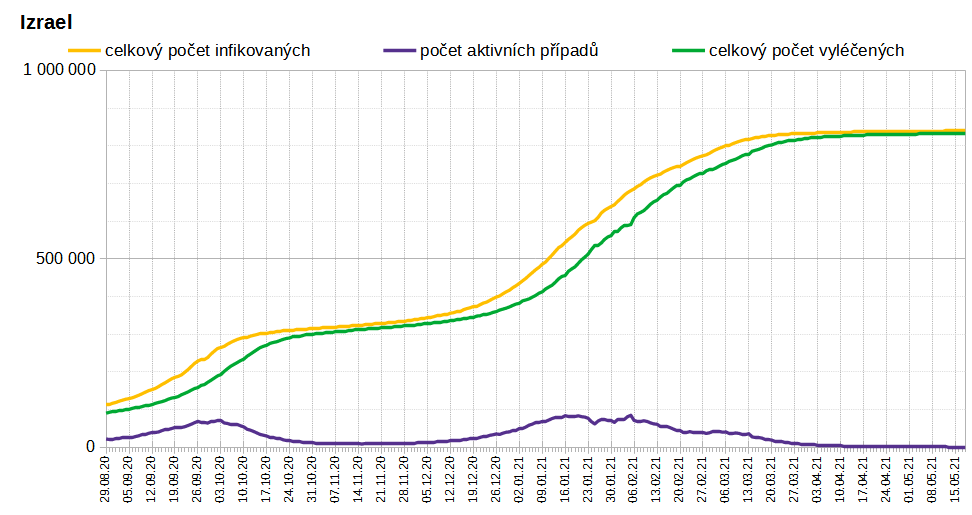 Izrael
celkový počet infikovaných počet aktivních případů celkový počet vyléčených
1 000 000
500 000
0
29.08.20 05.09.20 12.09.20 19.09.20 26.09.20 03.10.20 10.10.20 17.10.20 24.10.20 31.10.20 07.11.20 14.11.20 21.11.20 28.11.20 05.12.20 12.12.20 19.12.20 26.12.20 02.01.21 09.01.21 16.01.21 23.01.21 30.01.21 06.02.21 13.02.21 20.02.21 27.02.21 06.03.21 13.03.21 20.03.21 27.03.21 03.04.21 10.04.21 17.04.21 24.04.21 01.05.21 08.05.21 15.05.21